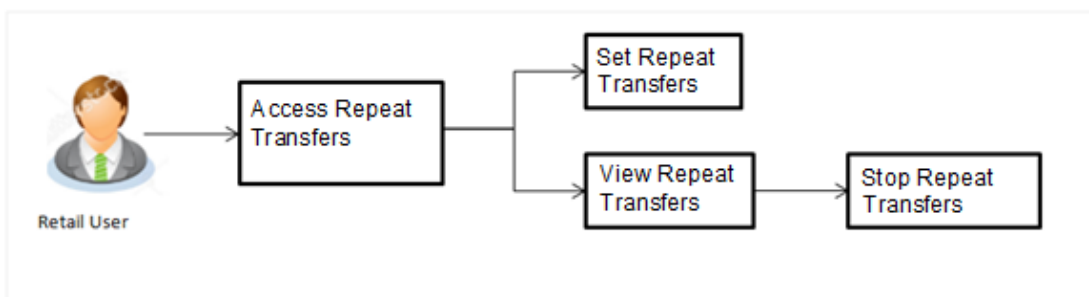 Set Repeat
Transfers
Access Repeat
Transfers
View Repeat
Transfers
Stop Repeat
Transfers
Retail User